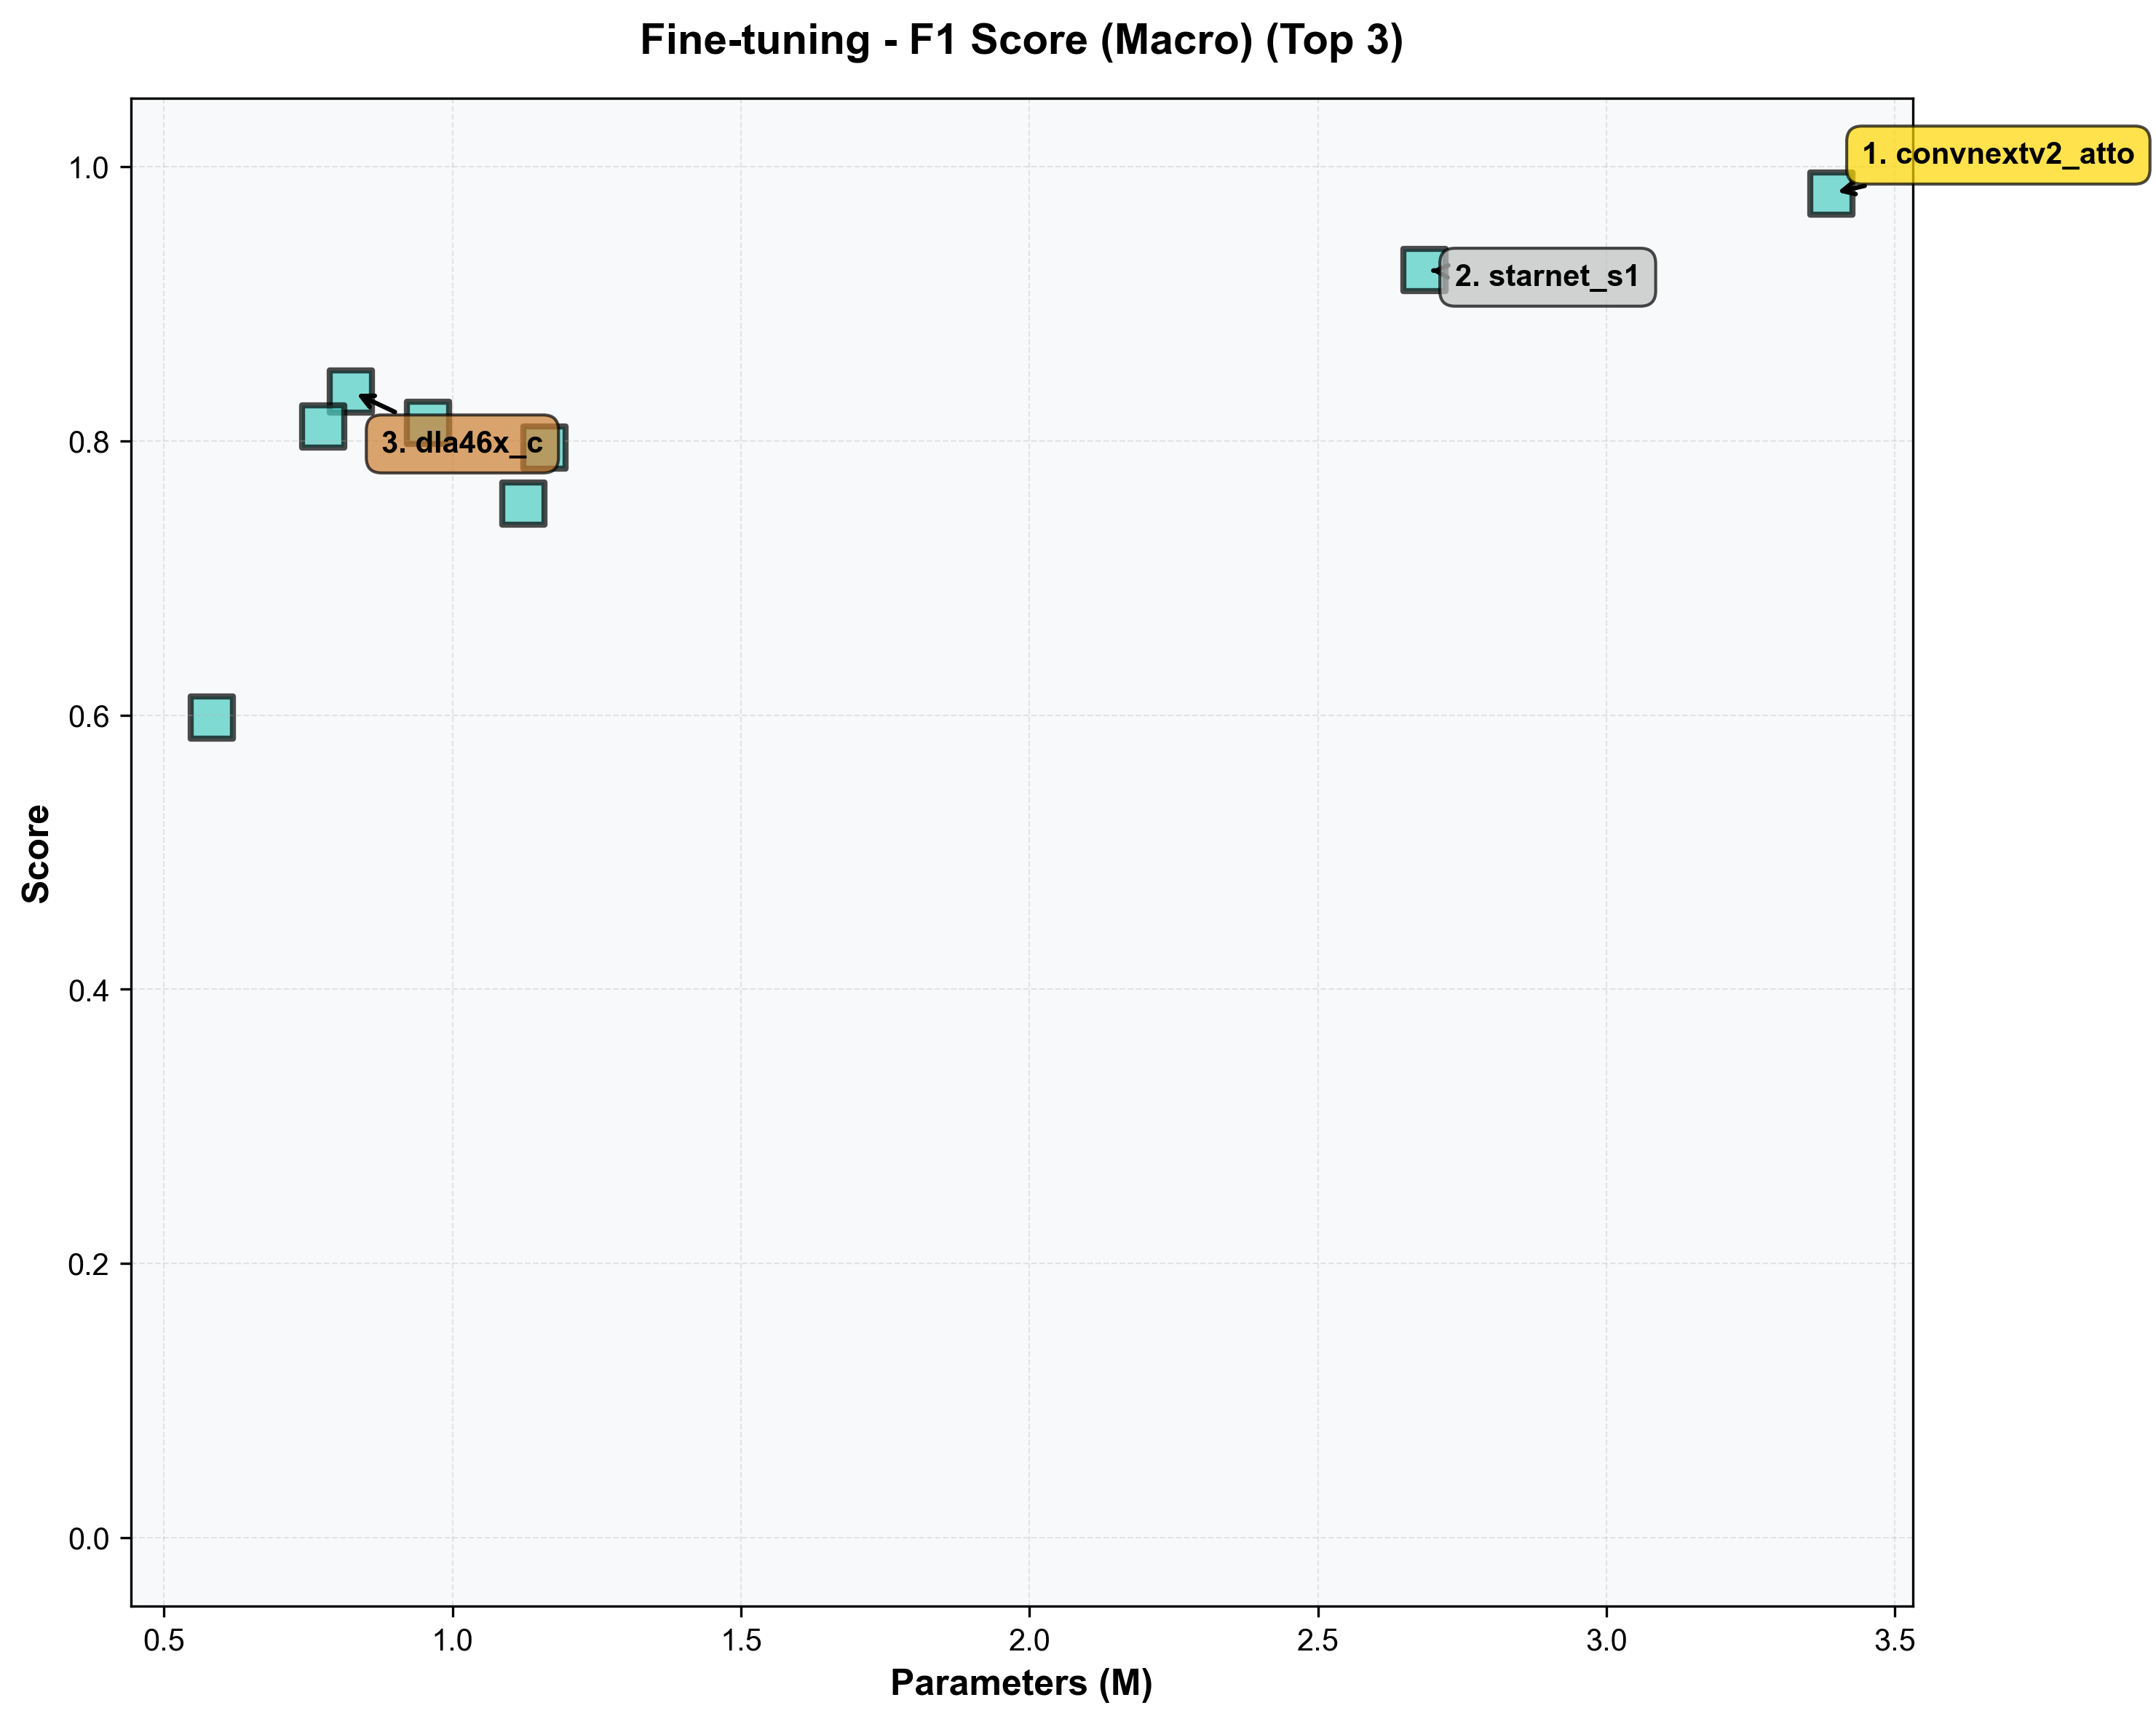 Fine-tuning - F1 Score (Macro) (Top 3)
1. convnextv2_atto
2. starnet_s1
3. dla46x_c
Score
1.0
0.8
0.6
0.4
0.2
0.0
0.5
1.0
1.5
2.0
2.5
3.0
3.5
Parameters (M)